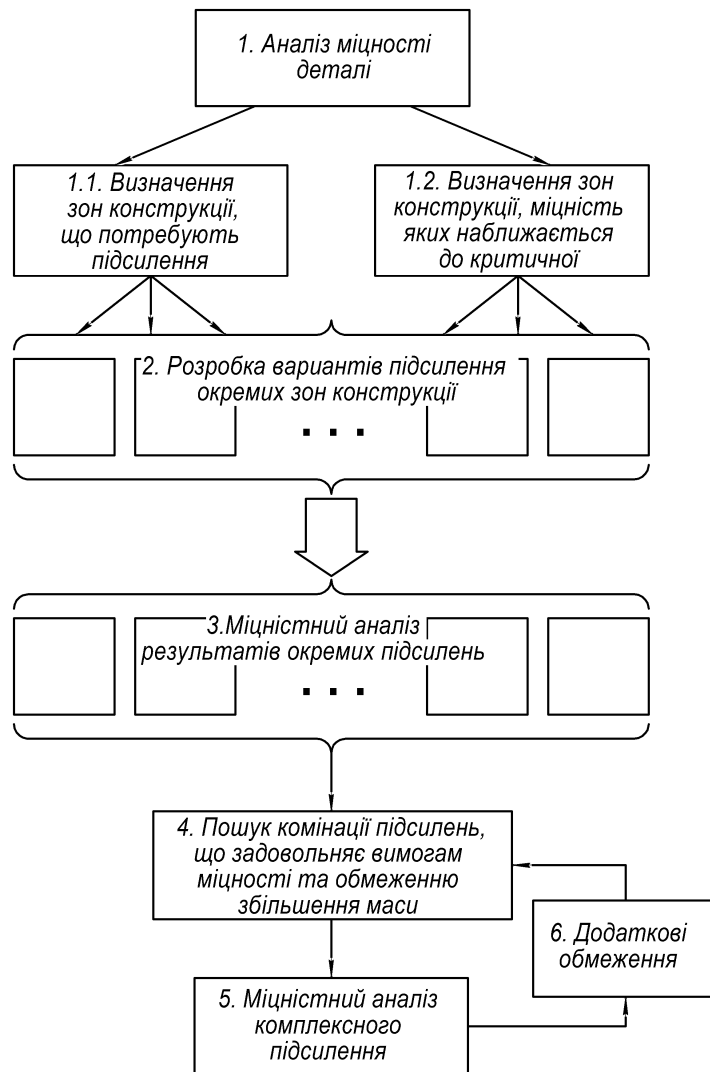 1. Аналіз міцності
деталі
1.1. Визначення
зон конструкції,
що потребують
підсилення
1.2. Визначення зон
конструкції, міцність
яких наближається
до критичної
2. Розробка вариантів підсилення
окремих зон конструкції
. . .
3.Міцністний аналіз
результатів окремих підсилень
. . .
4. Пошук комінації підсилень,
що задовольняє вимогам
міцності та обмеженню
збільшення маси
6. Додаткові
обмеження
5. Міцністний аналіз
комплексного
підсилення